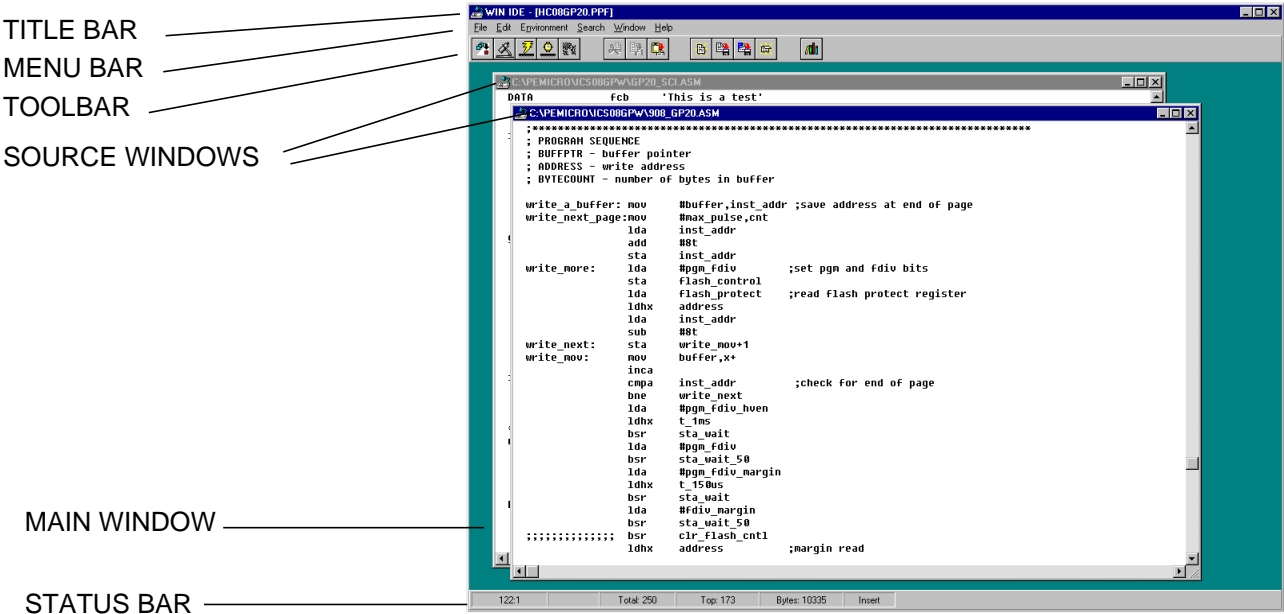 TITLE BAR
MENU BAR
TOOLBAR
SOURCE WINDOWS
MAIN WINDOW
STATUS BAR
WIN IDE - [HC08GP20.PPF]
File Edit Environment Search Window Help
C:\PEMICRO\ICS08GPW\GP20_SCI.ASM
DATA fcb 'This is a test'
C:\PEMICRO\ICS08GPW\908_GP20.ASM
;******************************************************************************
; PROGRAM SEQUENCE
; BUFFPTR - buffer pointer
; ADDRESS - write address
; BYTECOUNT - number of bytes in buffer
write_a_buffer: mov #buffer,inst_addr ;save address at end of page
write_next_page:mov #max_pulse,cnt
lda inst_addr
add #8t
sta inst_addr
write_more: lda #pgm_fdiv ;set pgm and fdiv bits
sta flash_control
lda flash_protect ;read flash protect register
ldhx address
lda inst_addr
sub #8t
write_next: sta write_mov+1
write_mov: mov buffer,x+
inca
cmpa inst_addr ;check for end of page
bne write_next
lda #pgm_fdiv_hven
ldhx t_1ms
bsr sta_wait
lda #pgm_fdiv
bsr sta_wait_50
lda #pgm_fdiv_margin
ldhx t_150us
bsr sta_wait
lda #fdiv_margin
bsr sta_wait_50
;;;;;;;;;;;;;; bsr clr_flash_cntl
ldhx address ;margin read
122:1 Total: 250 Top: 173 Bytes: 10335 Insert